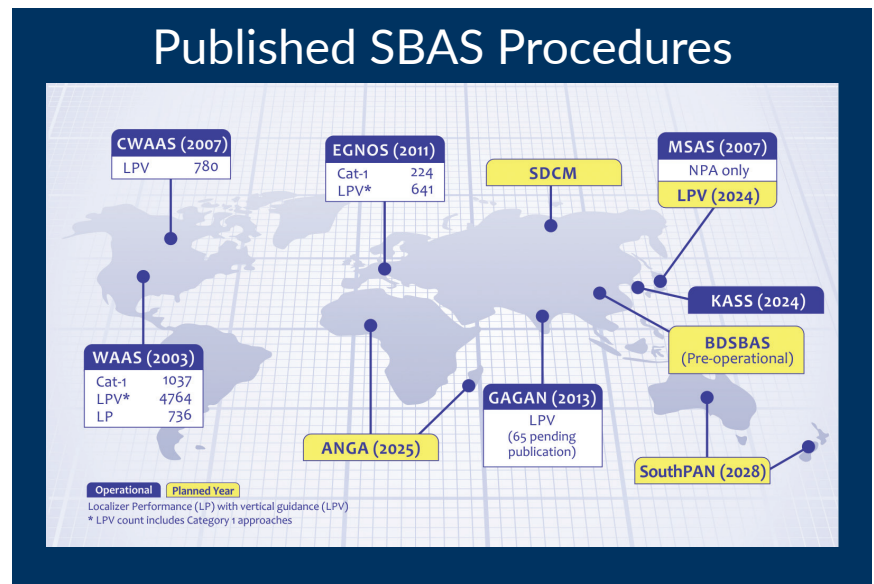 Published SBAS Procedures
CWAAS (2007)
LPV 780
EGNOS (2011)
Cat-1 224
LPV* 641
SDCM
MSAS (2007)
NPA only
LPV (2024)
KASS (2024)
BDSBAS
(Pre-operational)
WAAS (2003)
Cat-1 1037
LPV* 4764
LP 736
ANGA (2025)
GAGAN (2013)
LPV
(65 pending
publication)
SouthPAN (2028)
Operational Planned Year
Localizer Performance (LP) with vertical guidance (LPV)
* LPV count includes Category 1 approaches